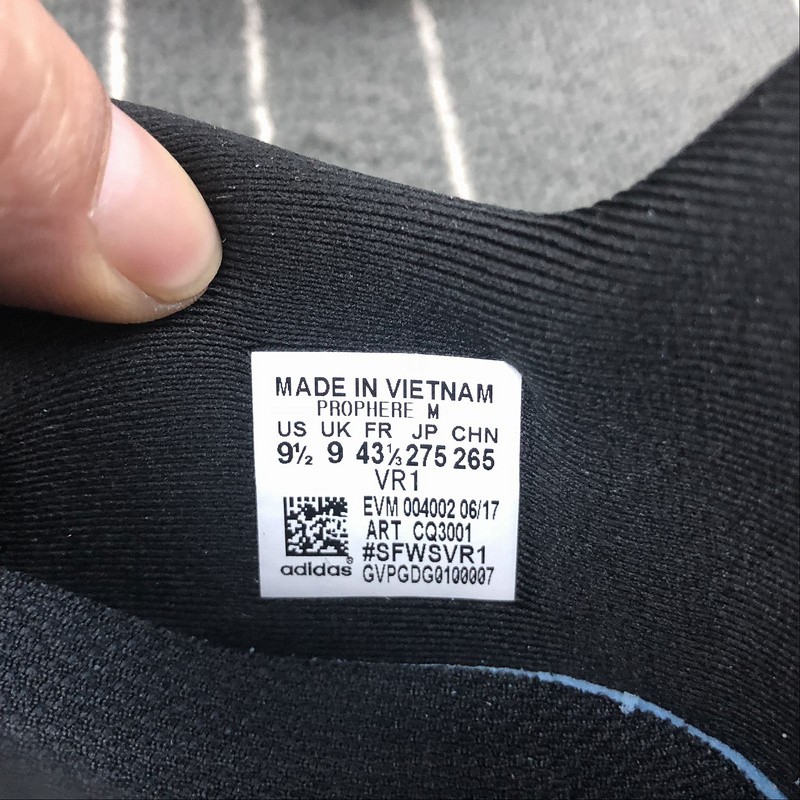 MADE IN VIETNAM
PROPHERE M
US UK FR JP CHN
9½ 9 43⅓ 275 265
VR1
EVM 004002 06/17
ART CQ3001
#SFWSVR1
adidas® GVPGDG0100007